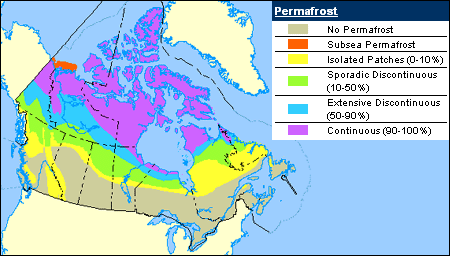 Permafrost
No Permafrost
Subsea Permafrost
Isolated Patches (0-10%)
Sporadic Discontinuous
(10-50%)
Extensive Discontinuous
(50-90%)
Continuous (90-100%)